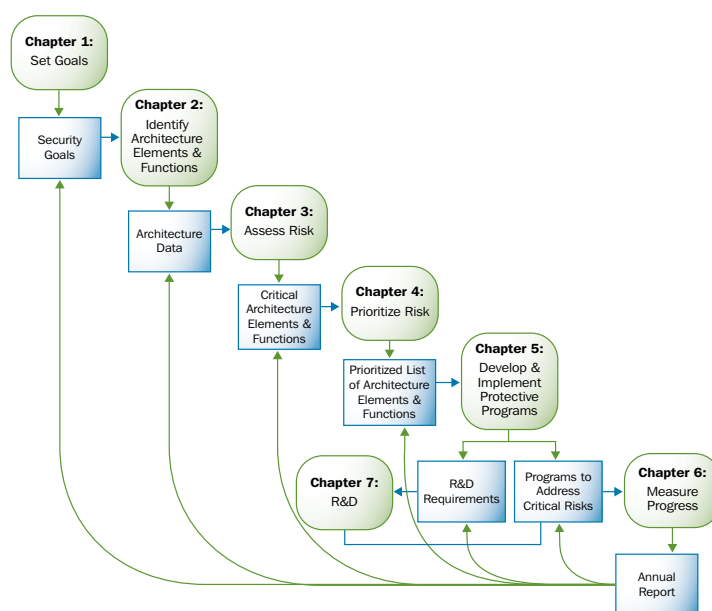 Chapter 1:
Set Goals
Security
Goals
Chapter 2:
Identify
Architecture
Elements &
Functions
Architecture
Data
Chapter 3:
Assess Risk
Critical
Architecture
Elements &
Functions
Chapter 4:
Prioritize Risk
Prioritized List
of Architecture
Elements &
Functions
Chapter 5:
Develop &
Implement
Protective
Programs
Chapter 7:
R&D
R&D
Requirements
Programs to
Address
Critical Risks
Chapter 6:
Measure
Progress
Annual
Report